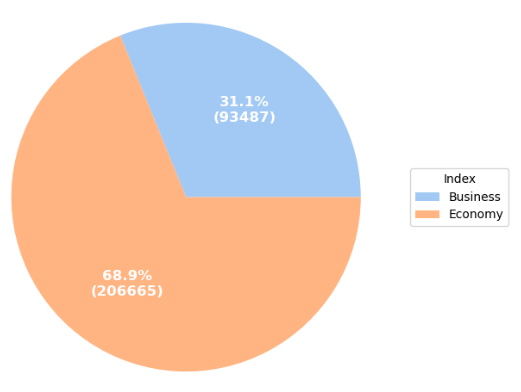 31.1%
(93487)
68.9%
(206665)
Index
Business
Economy